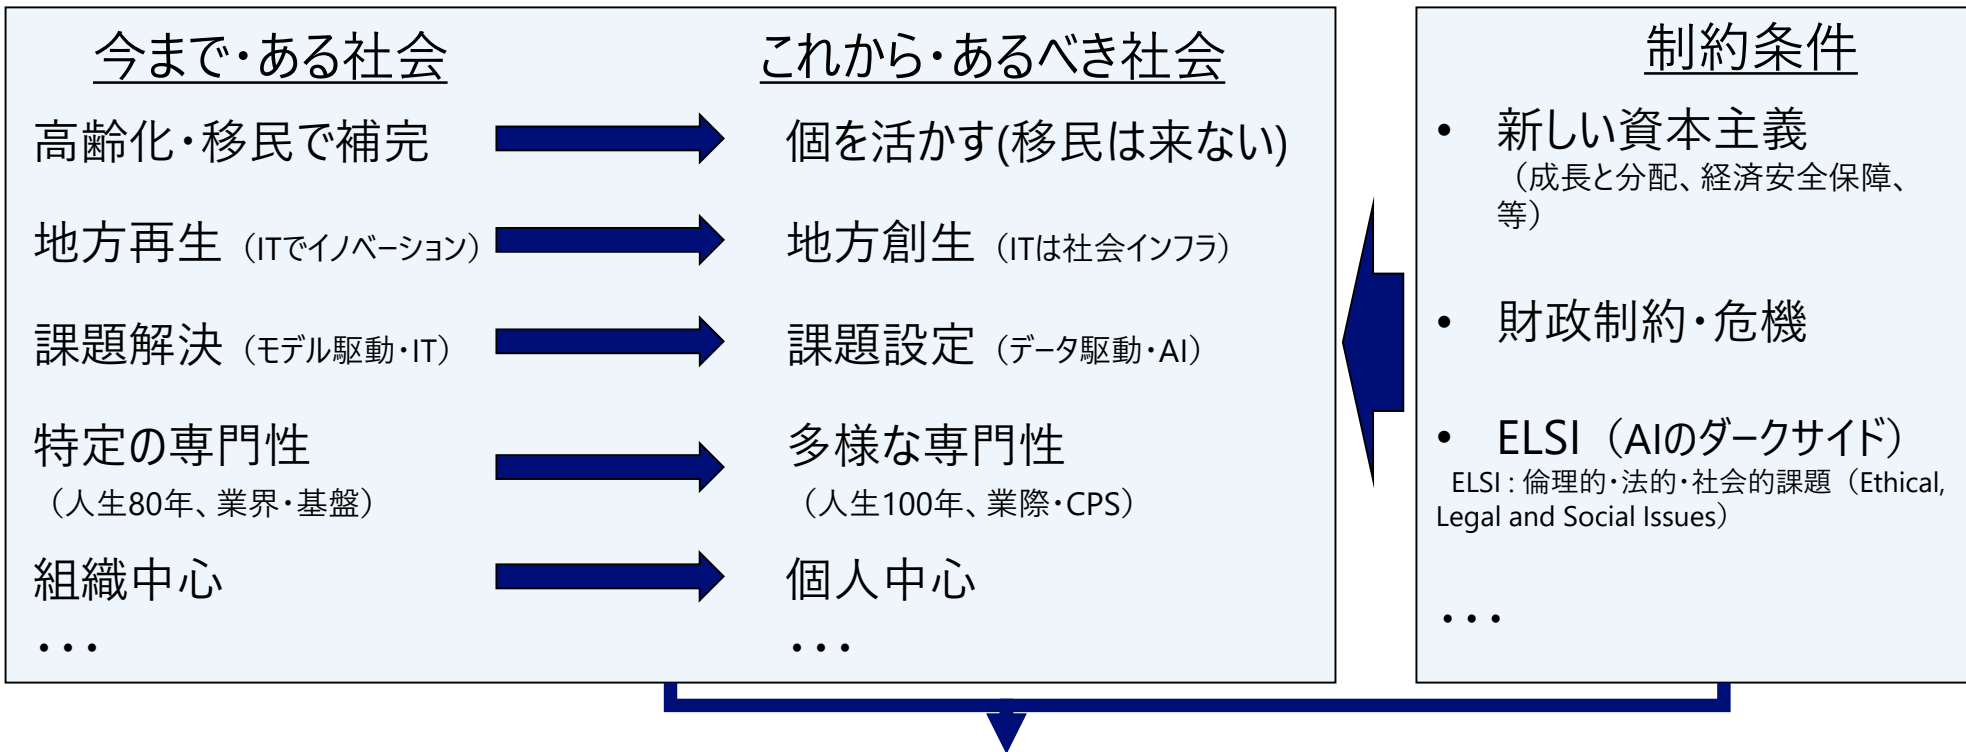 今まで・ある社会
これから・あるべき社会
高齢化・移民で補完
個を活かす(移民は来ない)
地方再生（ITでイノベーション）
地方創生（ITは社会インフラ）
課題解決（モデル駆動・IT）
課題設定（データ駆動・AI）
特定の専門性
（人生80年、業界・基盤）
多様な専門性
（人生100年、業際・CPS）
組織中心
個人中心
・・・
・・・
制約条件
• 新しい資本主義
（成長と分配、経済安全保障、
等）
• 財政制約・危機
• ELSI（AIのダークサイド）
ELSI : 倫理的・法的・社会的課題（Ethical,
Legal and Social Issues）
・・・